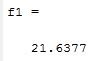 f1 =
21.6377